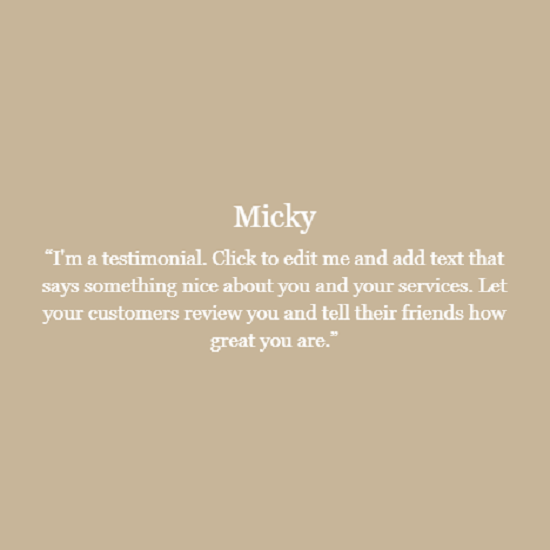 Micky
“I'm a testimonial. Click to edit me and add text that
says something nice about you and your services. Let
your customers review you and tell their friends how
great you are.”